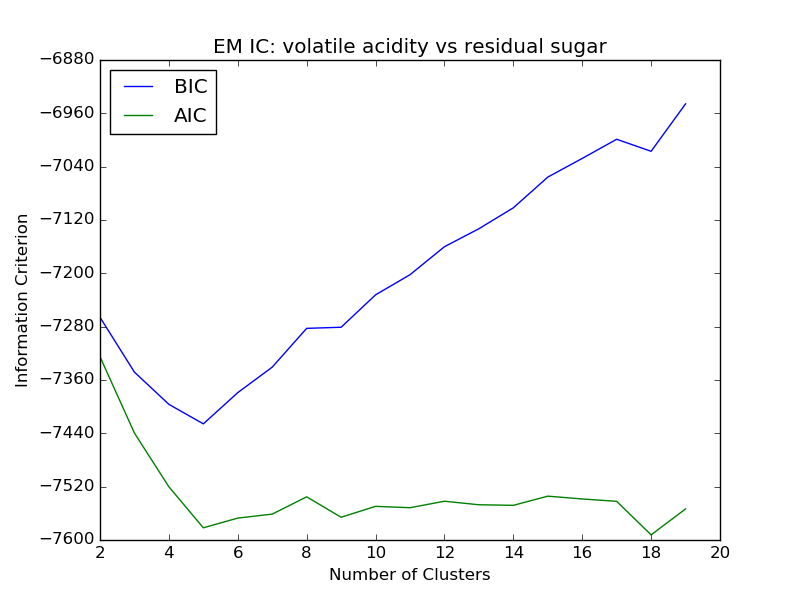 EM IC: volatile acidity vs residual sugar
BIC
AIC
−6880
−6960
−7040
−7120
−7200
−7280
−7360
−7440
−7520
−7600
Information Criterion
2 4 6 8 10 12 14 16 18 20
Number of Clusters